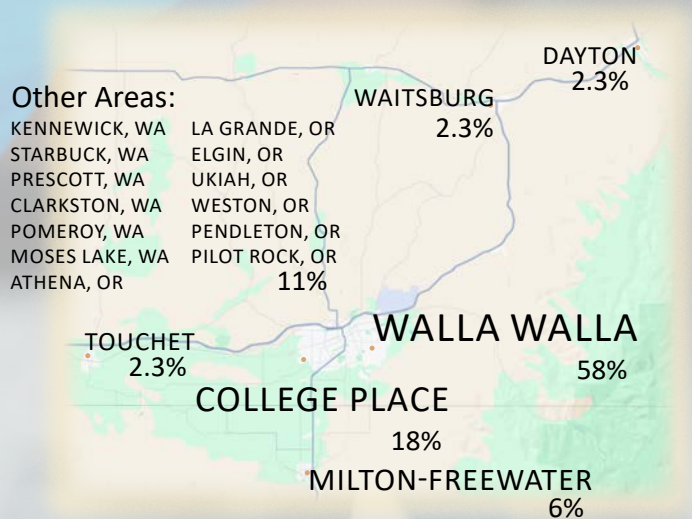 DAYTON
2.3%
WAITSBURG
2.3%
Other Areas:
KENNEWICK, WA LA GRANDE, OR
STARBUCK, WA ELGIN, OR
PRESCOTT, WA UKIAH, OR
CLARKSTON, WA WESTON, OR
POMEROY, WA PENDLETON, OR
MOSES LAKE, WA PILOT ROCK, OR
ATHENA, OR 11%
WALLA WALLA
58%
TOUCHET
2.3%
COLLEGE PLACE
18%
MILTON-FREEWATER
6%